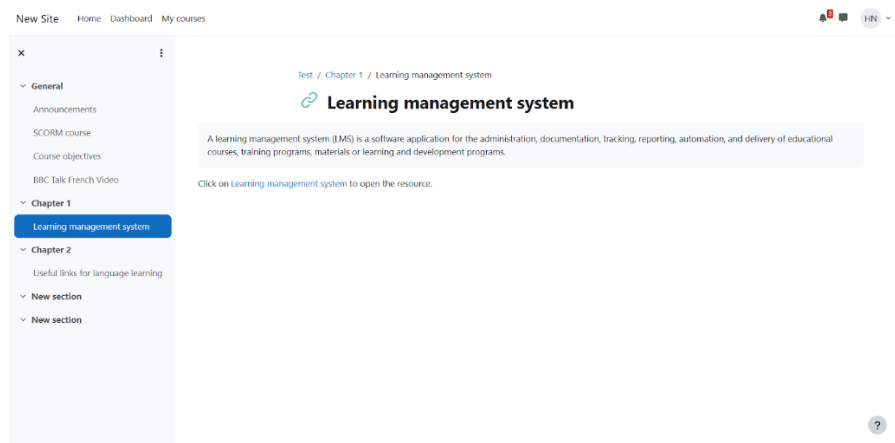 New Site Home Dashboard My courses 3 HN
General
Announcements
SCORM course
Course objectives
BBC Talk French Video
Chapter 1
Learning management system
Chapter 2
Useful links for language learning
New section
New section
Test / Chapter 1 / Learning management system
Learning management system
A learning management system (LMS) is a software application for the administration, documentation, tracking, reporting, automation, and delivery of educational
courses, training programs, materials or learning and development programs.
Click on Learning management system to open the resource.
?